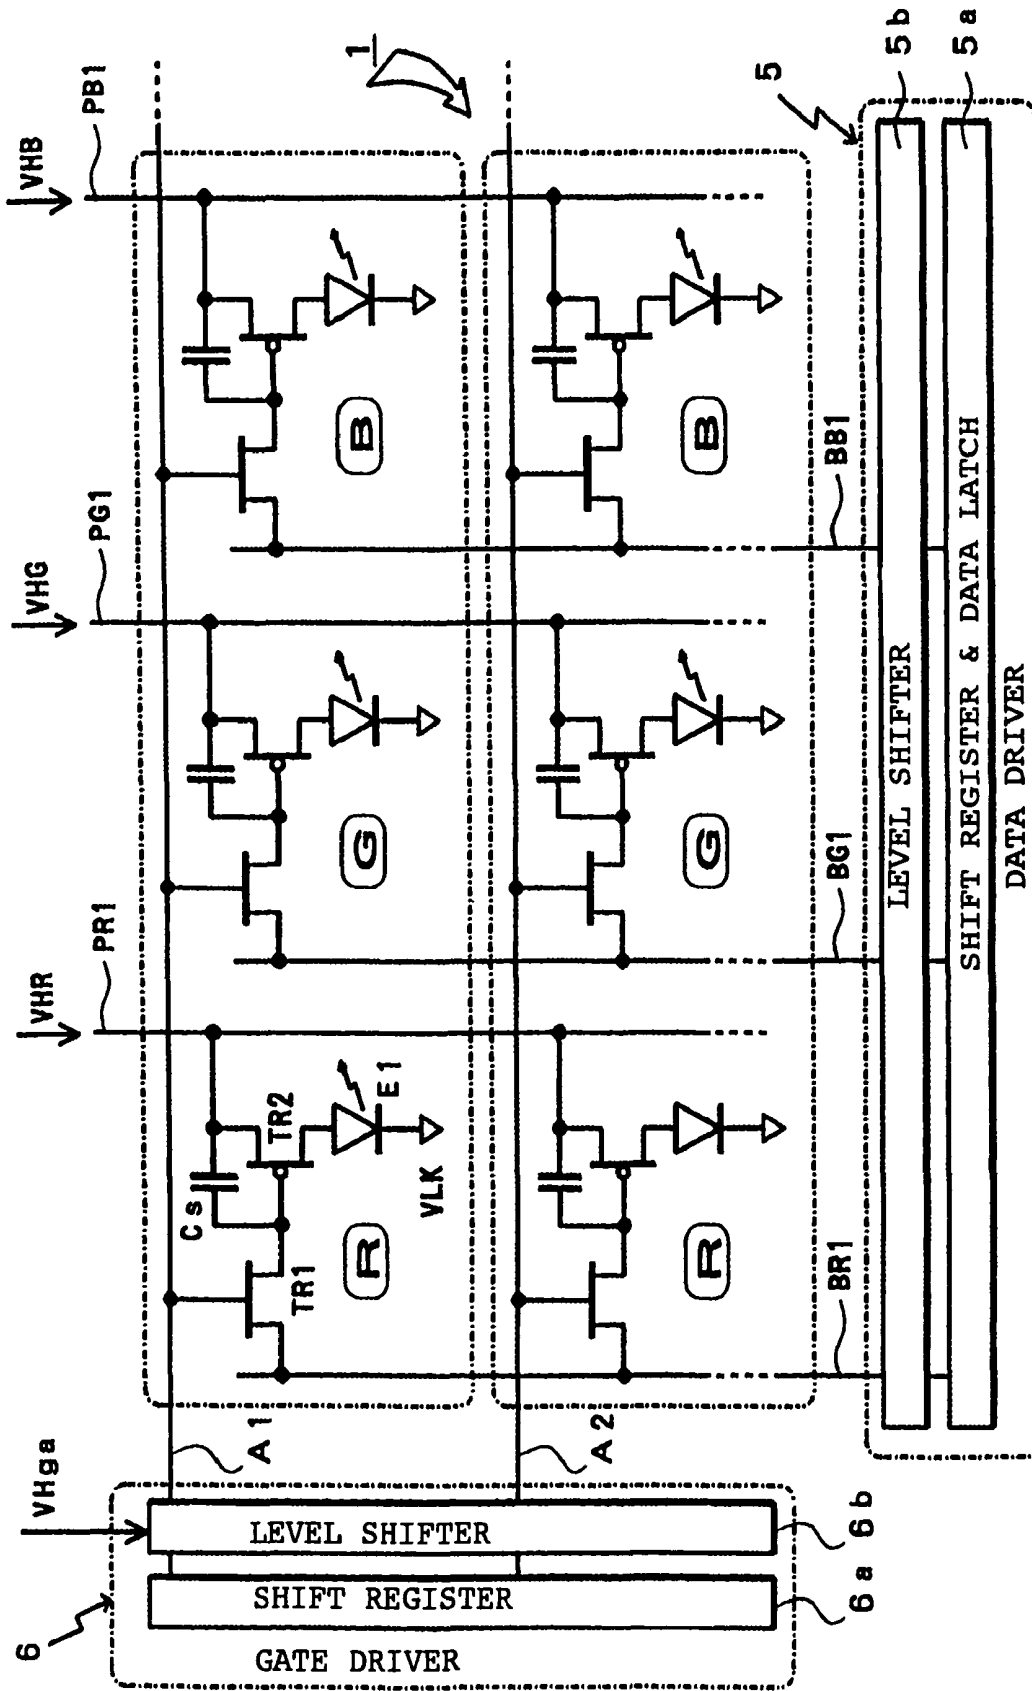 VHga
VHR
VHG
VHB
PR1
PG1
PB1
1
6
A1
Cs
TR1
TR2
E1
VLK
R
G
B
A2
R
G
B
LEVEL SHIFTER
SHIFT REGISTER
GATE DRIVER
6a
6b
BR1
BG1
BB1
5
LEVEL SHIFTER
5b
SHIFT REGISTER & DATA LATCH
5a
DATA DRIVER